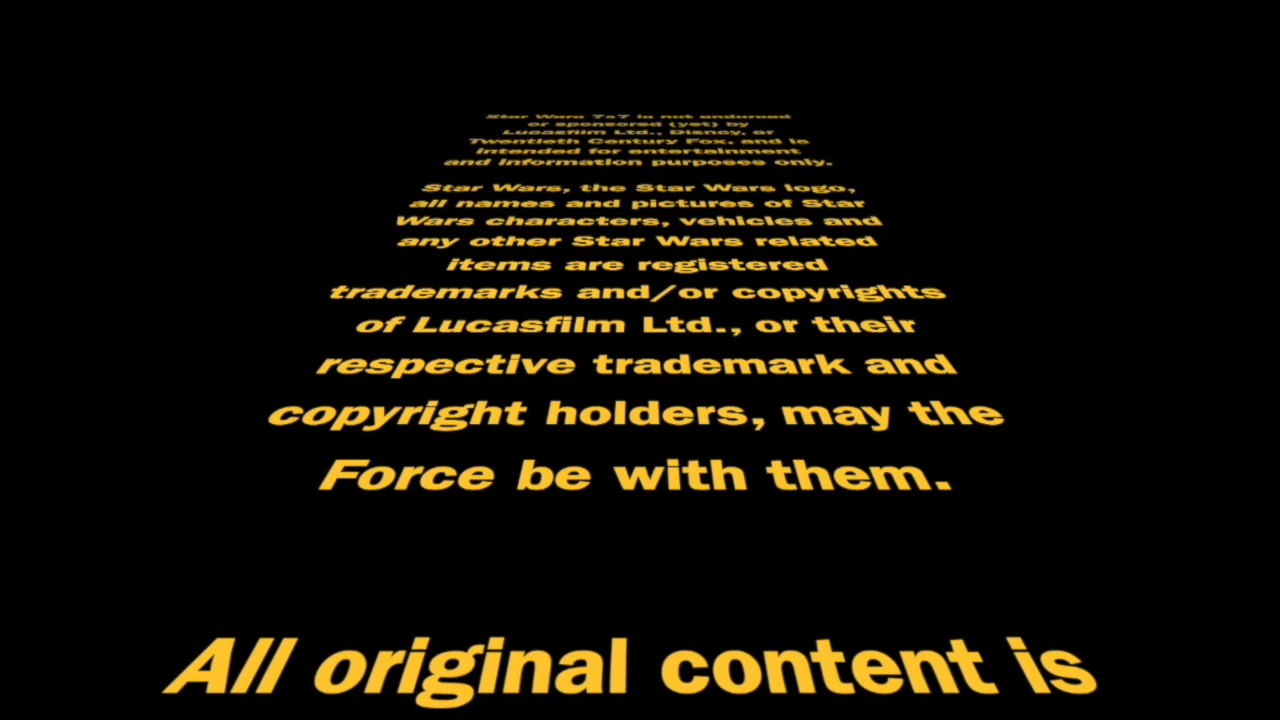 Star Wars 7x7 is not endorsed
or sponsored (yet) by
Lucasfilm Ltd., Disney, or
Twentieth Century Fox, and is
intended for entertainment
and information purposes only.
Star Wars, the Star Wars logo,
all names and pictures of Star
Wars characters, vehicles and
any other Star Wars related
items are registered
trademarks and/or copyrights
of Lucasfilm Ltd., or their
respective trademark and
copyright holders, may the
Force be with them.
All original content is